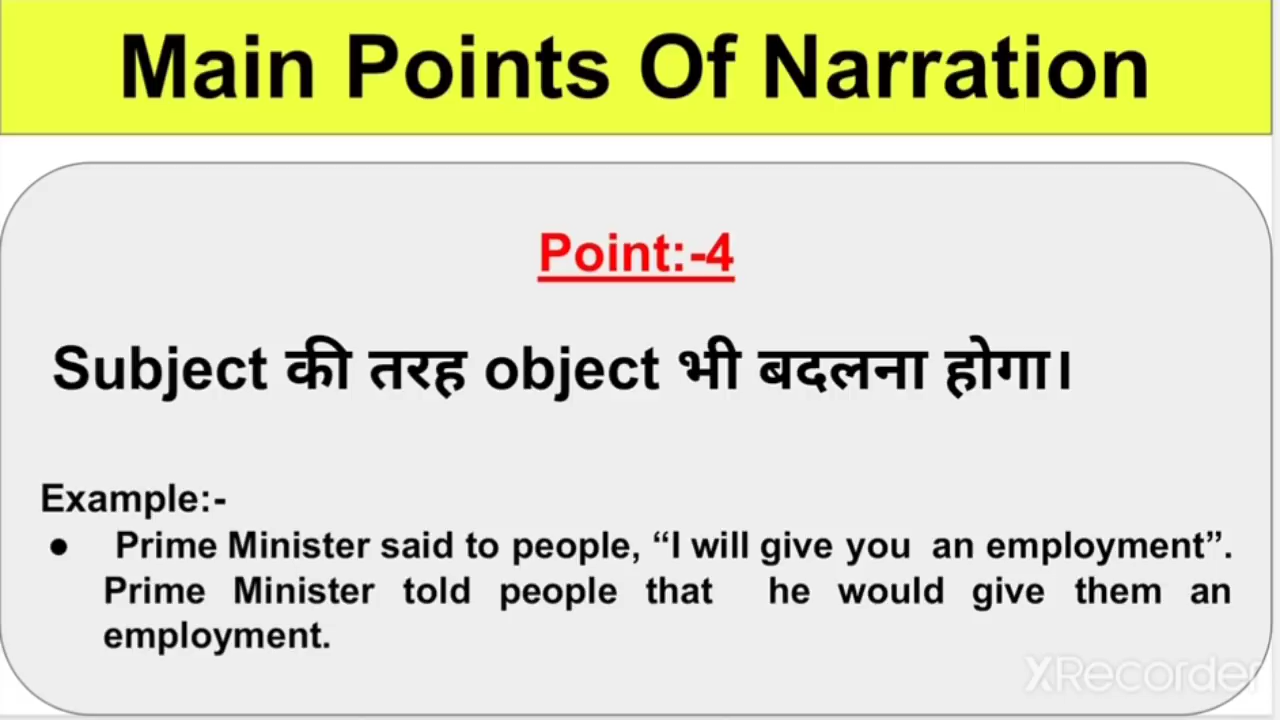 Main Points Of Narration
Point:-4
Subject की तरह object भी बदलना होगा।
Example:-
● Prime Minister said to people, “I will give you an employment”.
Prime Minister told people that he would give them an
employment.
XRecorder